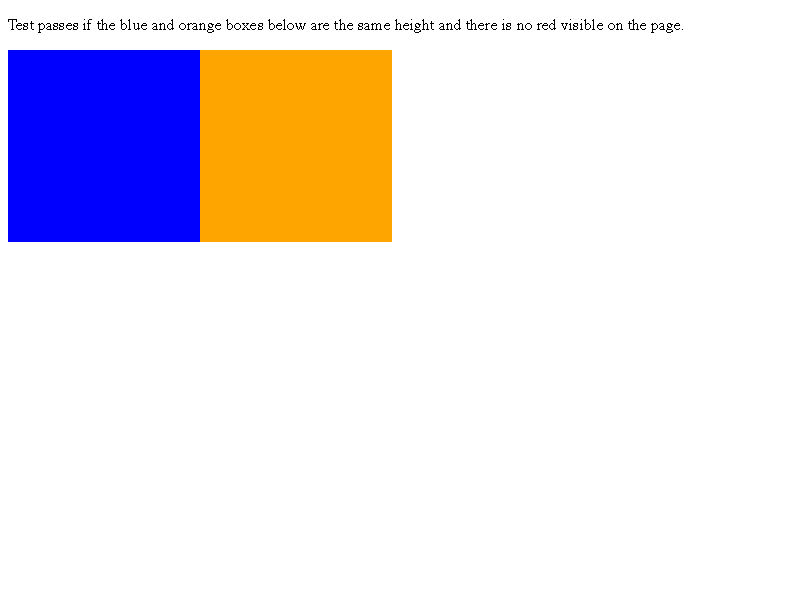 Test passes if the blue and orange boxes below are the same height and there is no red visible on the page.